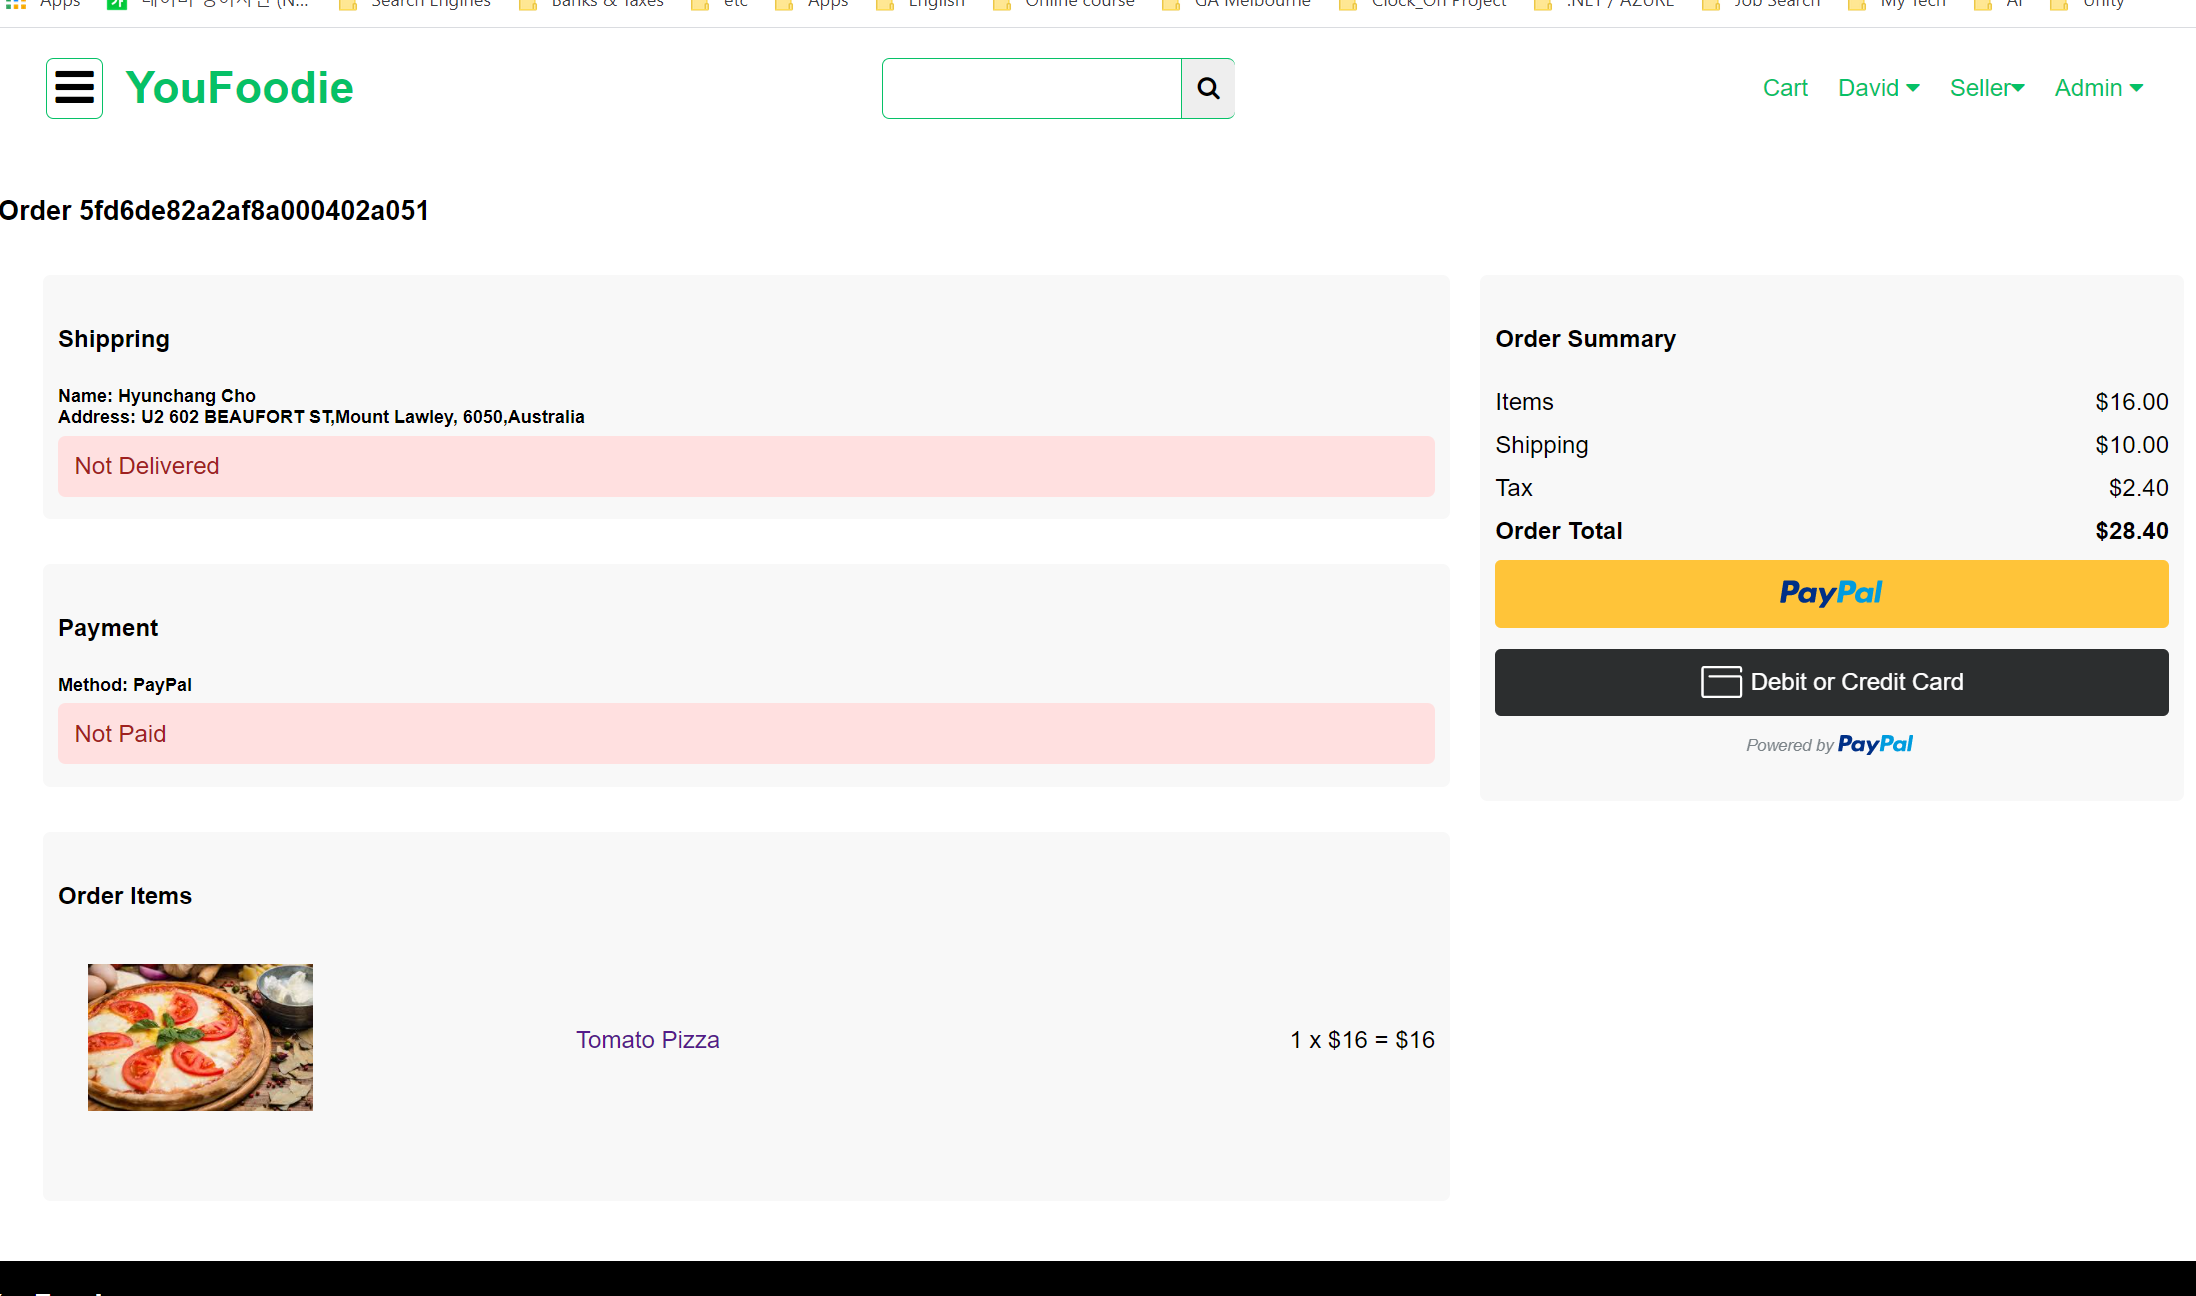 Apps Search Engines Banks & Taxes etc Apps English Online course GA Melbourne Clock_On Project .NET / AZURE Job Search My Tech AI Unity
YouFoodie
Cart David Seller Admin
Order 5fd6de82a2af8a000402a051
Shippring
Name: Hyunchang Cho
Address: U2 602 BEAUFORT ST,Mount Lawley, 6050,Australia
Not Delivered
Payment
Method: PayPal
Not Paid
Order Items
Tomato Pizza 1 x $16 = $16
Order Summary
Items $16.00
Shipping $10.00
Tax $2.40
Order Total $28.40
PayPal
Debit or Credit Card
Powered by PayPal